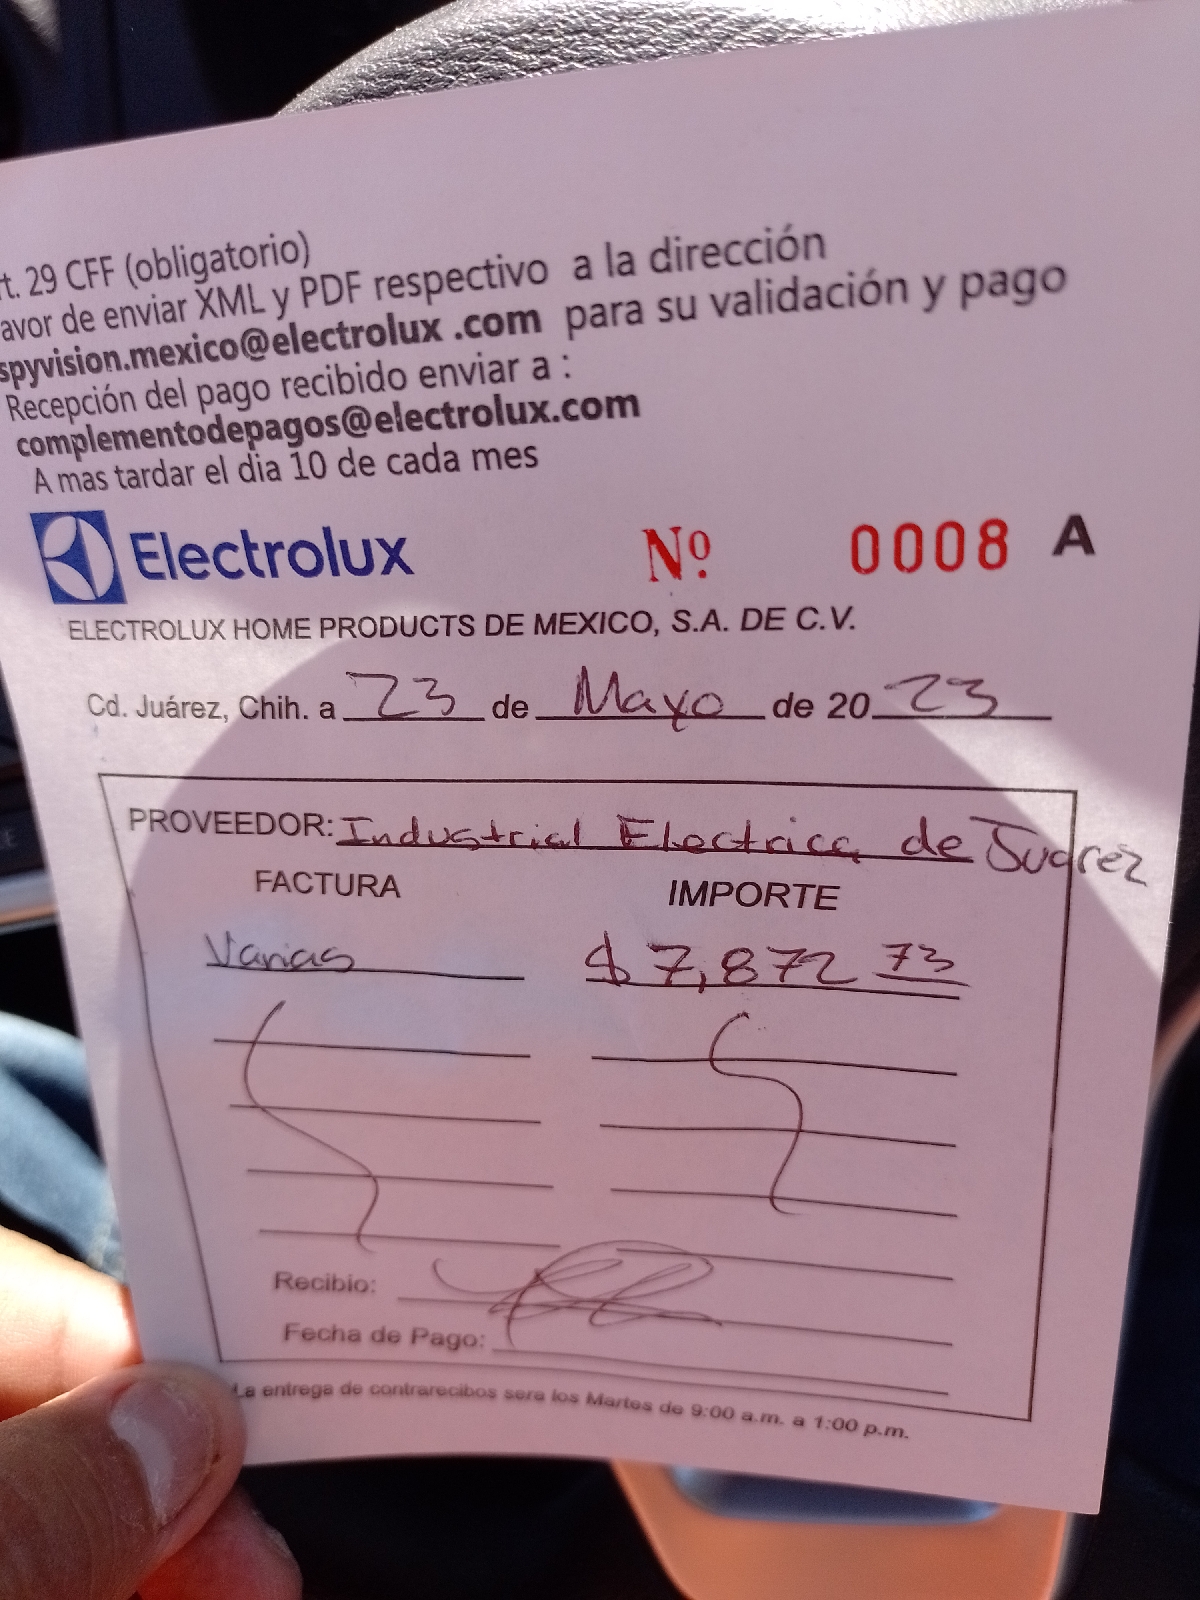 rt. 29 CFF (obligatorio)
avor de enviar XML y PDF respectivo a la dirección
spyvision.mexico@electrolux .com para su validación y pago
Recepción del pago recibido enviar a :
complementodepagos@electrolux.com
A mas tardar el dia 10 de cada mes
Electrolux Nº 0008 A
ELECTROLUX HOME PRODUCTS DE MEXICO, S.A. DE C.V.
Cd. Juárez, Chih. a 23 de Mayo de 20 23
PROVEEDOR: Industrial Electrica de Juarez
FACTURA IMPORTE
Varias $ 7,872 73
Recibio:
Fecha de Pago:
La entrega de contrarecibos sera los Martes de 9:00 a.m. a 1:00 p.m.